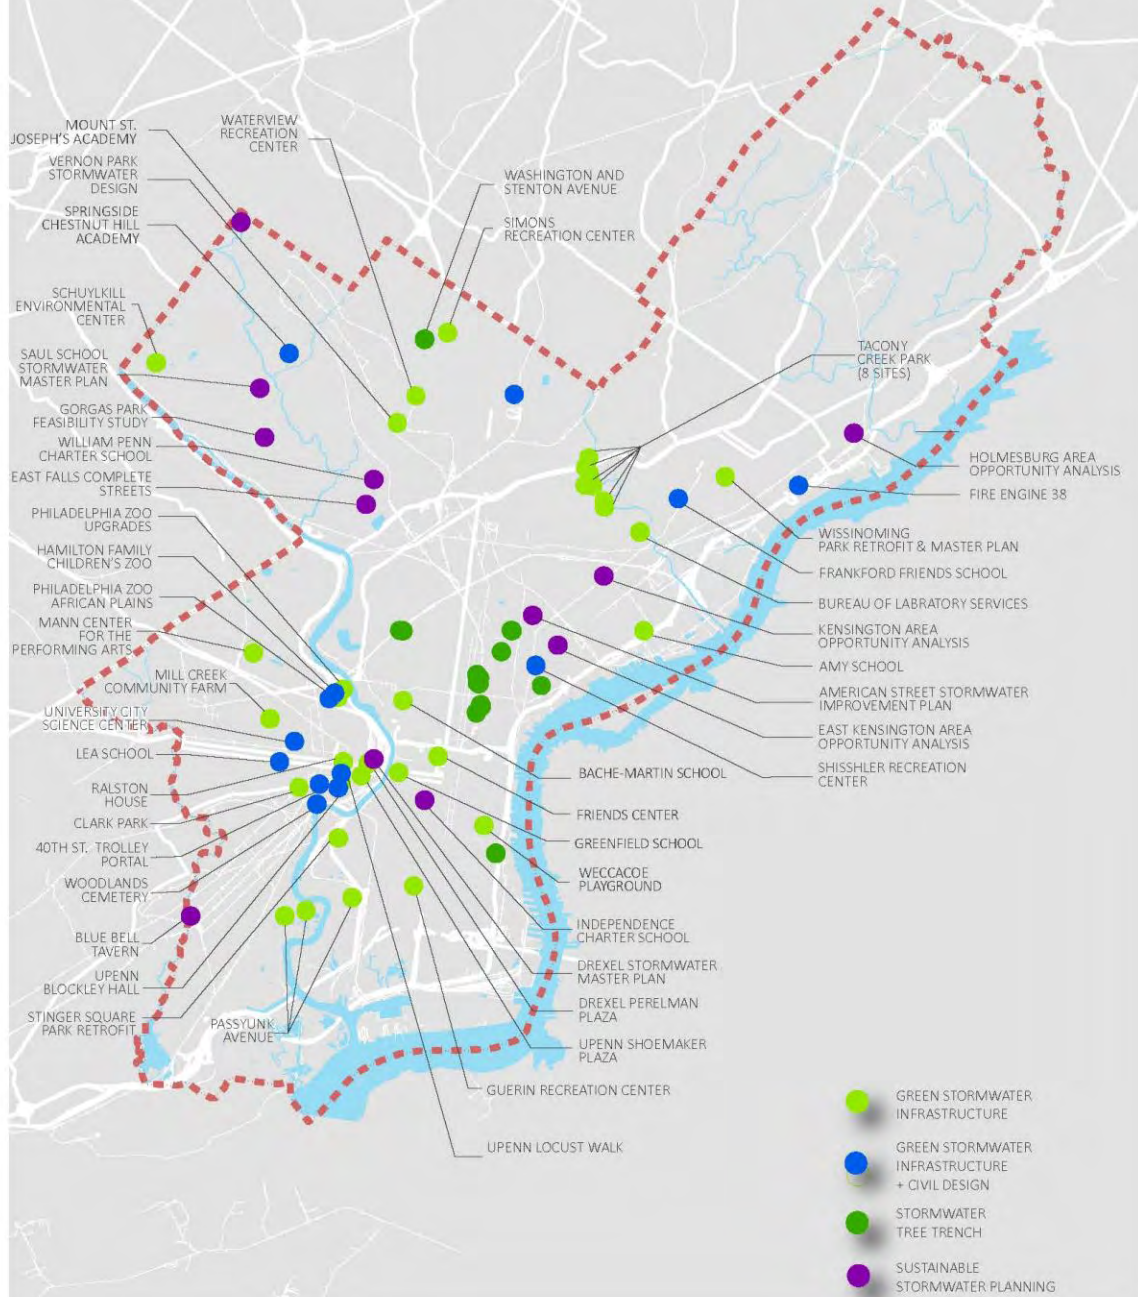 MOUNT ST.
JOSEPH'S ACADEMY
VERNON PARK
STORMWATER
DESIGN
SPRINGSIDE
CHESTNUT HILL
ACADEMY
SCHUYLKILL
ENVIRONMENTAL
CENTER
SAUL SCHOOL
STORMWATER
MASTER PLAN
GORGAS PARK
FEASIBILITY STUDY
WILLIAM PENN
CHARTER SCHOOL
EAST FALLS COMPLETE
STREETS
PHILADELPHIA ZOO
UPGRADES
HAMILTON FAMILY
CHILDREN'S ZOO
PHILADELPHIA ZOO
AFRICAN PLAINS
MANN CENTER
FOR THE
PERFORMING ARTS
MILL CREEK
COMMUNITY FARM
UNIVERSITY CITY
SCIENCE CENTER
LEA SCHOOL
RALSTON
HOUSE
CLARK PARK
40TH ST. TROLLEY
PORTAL
WOODLANDS
CEMETERY
BLUE BELL
TAVERN
UPENN
BLOCKLEY HALL
STINGER SQUARE
PARK RETROFIT
PASSYUNK
AVENUE
WATERVIEW
RECREATION
CENTER
WASHINGTON AND
STENTON AVENUE
SIMONS
RECREATION CENTER
TACONY
CREEK PARK
(8 SITES)
HOLMESBURG AREA
OPPORTUNITY ANALYSIS
FIRE ENGINE 38
WISSINOMING
PARK RETROFIT & MASTER PLAN
FRANKFORD FRIENDS SCHOOL
BUREAU OF LABRATORY SERVICES
KENSINGTON AREA
OPPORTUNITY ANALYSIS
AMY SCHOOL
AMERICAN STREET STORMWATER
IMPROVEMENT PLAN
EAST KENSINGTON AREA
OPPORTUNITY ANALYSIS
SHISSHLER RECREATION
CENTER
BACHE-MARTIN SCHOOL
FRIENDS CENTER
GREENFIELD SCHOOL
WECCACOE
PLAYGROUND
INDEPENDENCE
CHARTER SCHOOL
DREXEL STORMWATER
MASTER PLAN
DREXEL PERELMAN
PLAZA
UPENN SHOEMAKER
PLAZA
GUERIN RECREATION CENTER
UPENN LOCUST WALK
GREEN STORMWATER
INFRASTRUCTURE
GREEN STORMWATER
INFRASTRUCTURE
+ CIVIL DESIGN
STORMWATER
TREE TRENCH
SUSTAINABLE
STORMWATER PLANNING